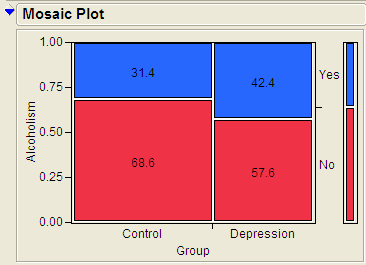 Mosaic Plot
1.00
0.75
0.50
0.25
0.00
Alcoholism
31.4
42.4
68.6
57.6
Yes
No
Control
Depression
Group